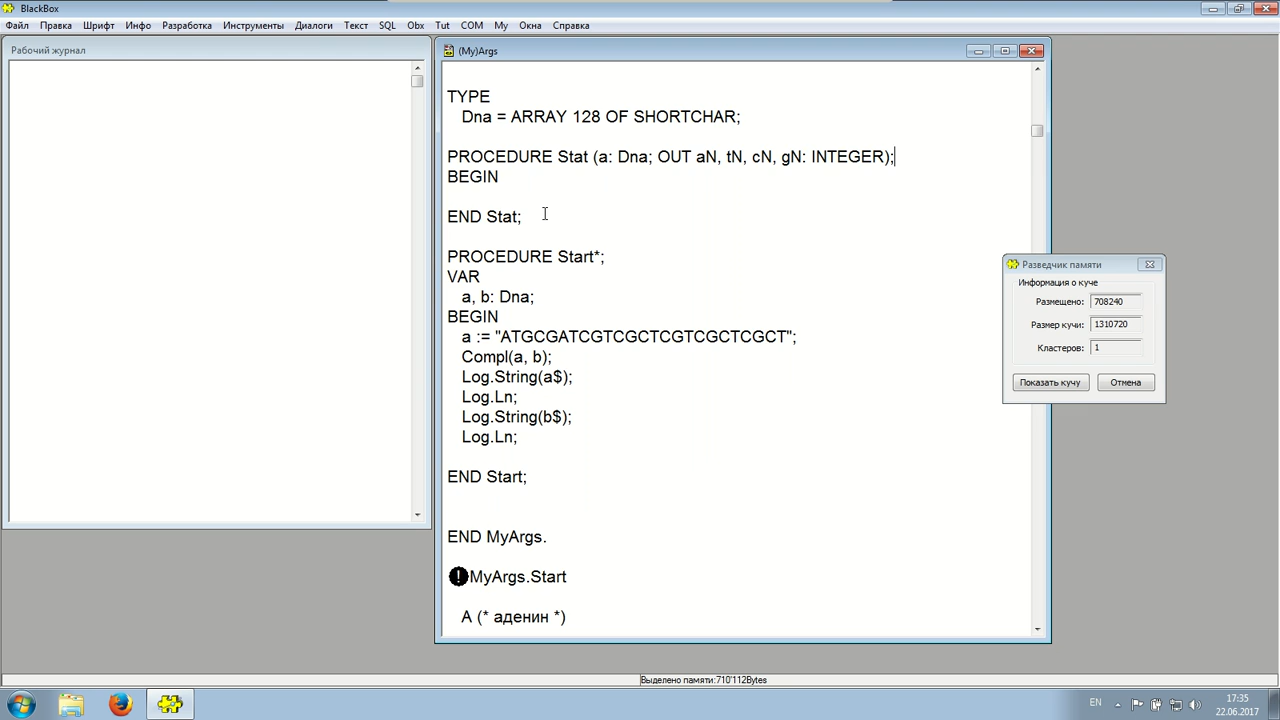 BlackBox
Файл Правка Шрифт Инфо Разработка Инструменты Диалоги Текст SQL Obx Tut COM My Окна Справка
Рабочий журнал
(My)Args
TYPE
Dna = ARRAY 128 OF SHORTCHAR;
PROCEDURE Stat (a: Dna; OUT aN, tN, cN, gN: INTEGER);
BEGIN
END Stat;
PROCEDURE Start*;
VAR
a, b: Dna;
BEGIN
a := "ATGCGATCGTCGCTCGTCGCTCGCT";
Compl(a, b);
Log.String(a$);
Log.Ln;
Log.String(b$);
Log.Ln;
END Start;
END MyArgs.
MyArgs.Start
A (* аденин *)
Разведчик памяти
Информация о куче
Размещено: 708240
Размер кучи: 1310720
Кластеров: 1
Показать кучу Отмена
Выделено памяти:710'112Bytes
EN
17:35
22.06.2017